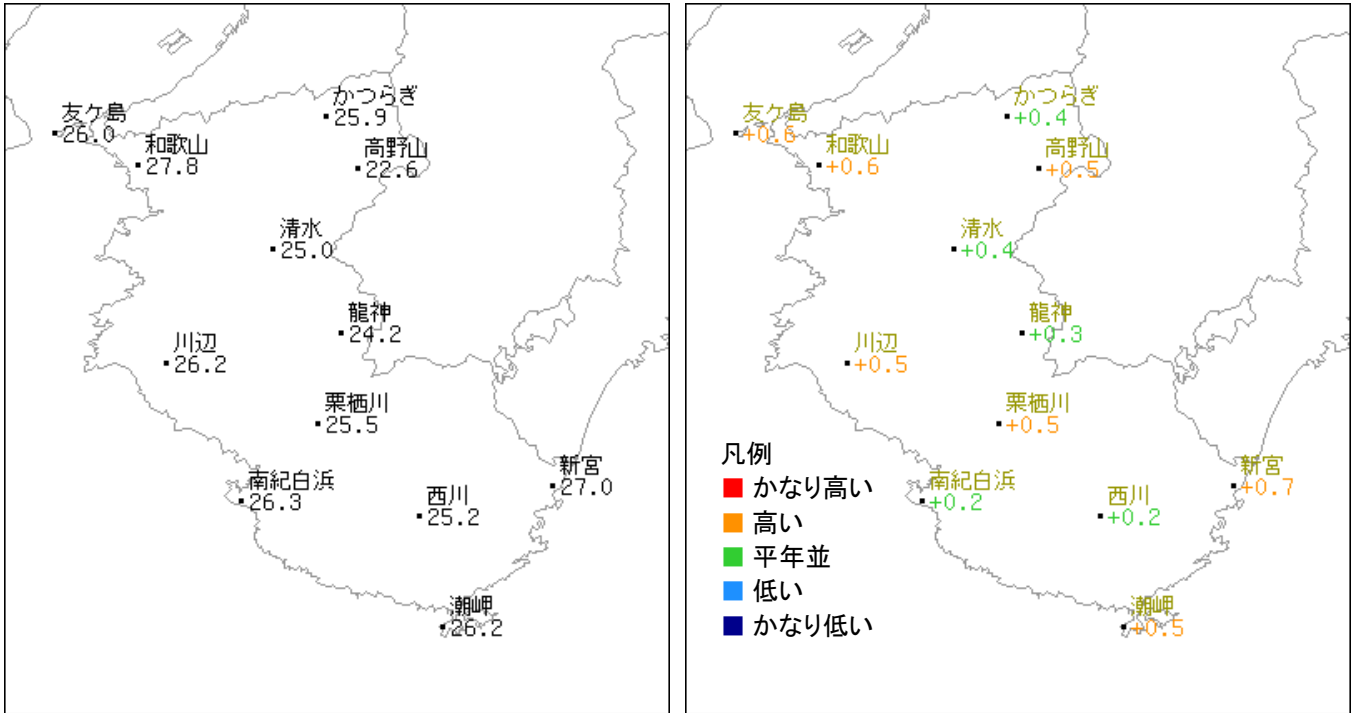 友ケ島
26.0
和歌山
27.8
かつらぎ
25.9
高野山
22.6
清水
25.0
龍神
24.2
川辺
26.2
栗栖川
25.5
南紀白浜
26.3
西川
25.2
新宮
27.0
潮岬
26.2
友ケ島
+0.6
和歌山
+0.6
かつらぎ
+0.4
高野山
+0.5
清水
+0.4
龍神
+0.3
川辺
+0.5
栗栖川
+0.5
南紀白浜
+0.2
西川
+0.2
新宮
+0.7
潮岬
+0.5
凡例
かなり高い
高い
平年並
低い
かなり低い